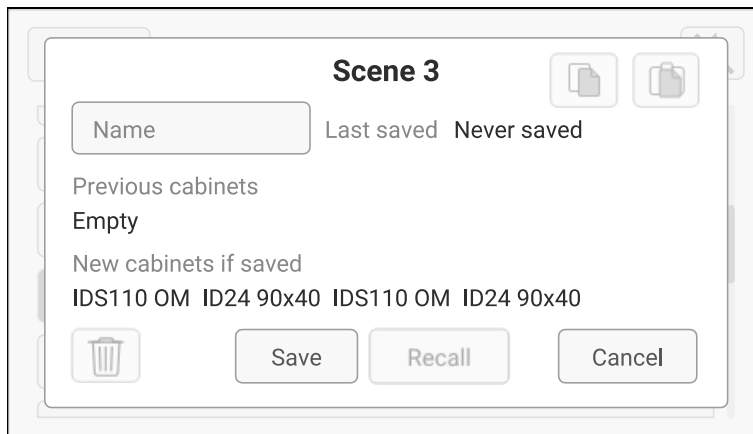 Scene 3
Name
Last saved Never saved
Previous cabinets
Empty
New cabinets if saved
IDS110 OM ID24 90x40 IDS110 OM ID24 90x40
Save Recall Cancel